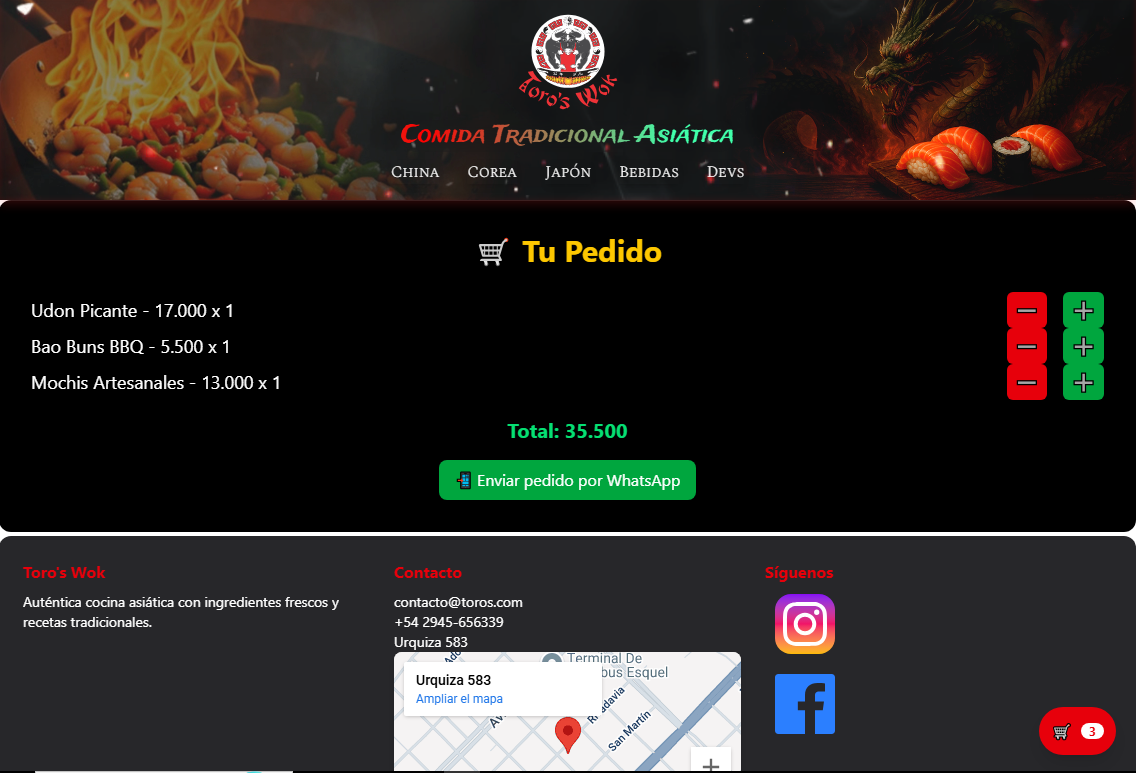 Toro's Wok
Comida Tradicional Asiática
China Corea Japón Bebidas Devs
Tu Pedido
Udon Picante - 17.000 x 1
Bao Buns BBQ - 5.500 x 1
Mochis Artesanales - 13.000 x 1
Total: 35.500
Enviar pedido por WhatsApp
Toro's Wok
Auténtica cocina asiática con ingredientes frescos y
recetas tradicionales.
Contacto
contacto@toros.com
+54 2945-656339
Urquiza 583
Terminal De
bus Esquel
Urquiza 583
Ampliar el mapa
San Martín
Síguenos
3